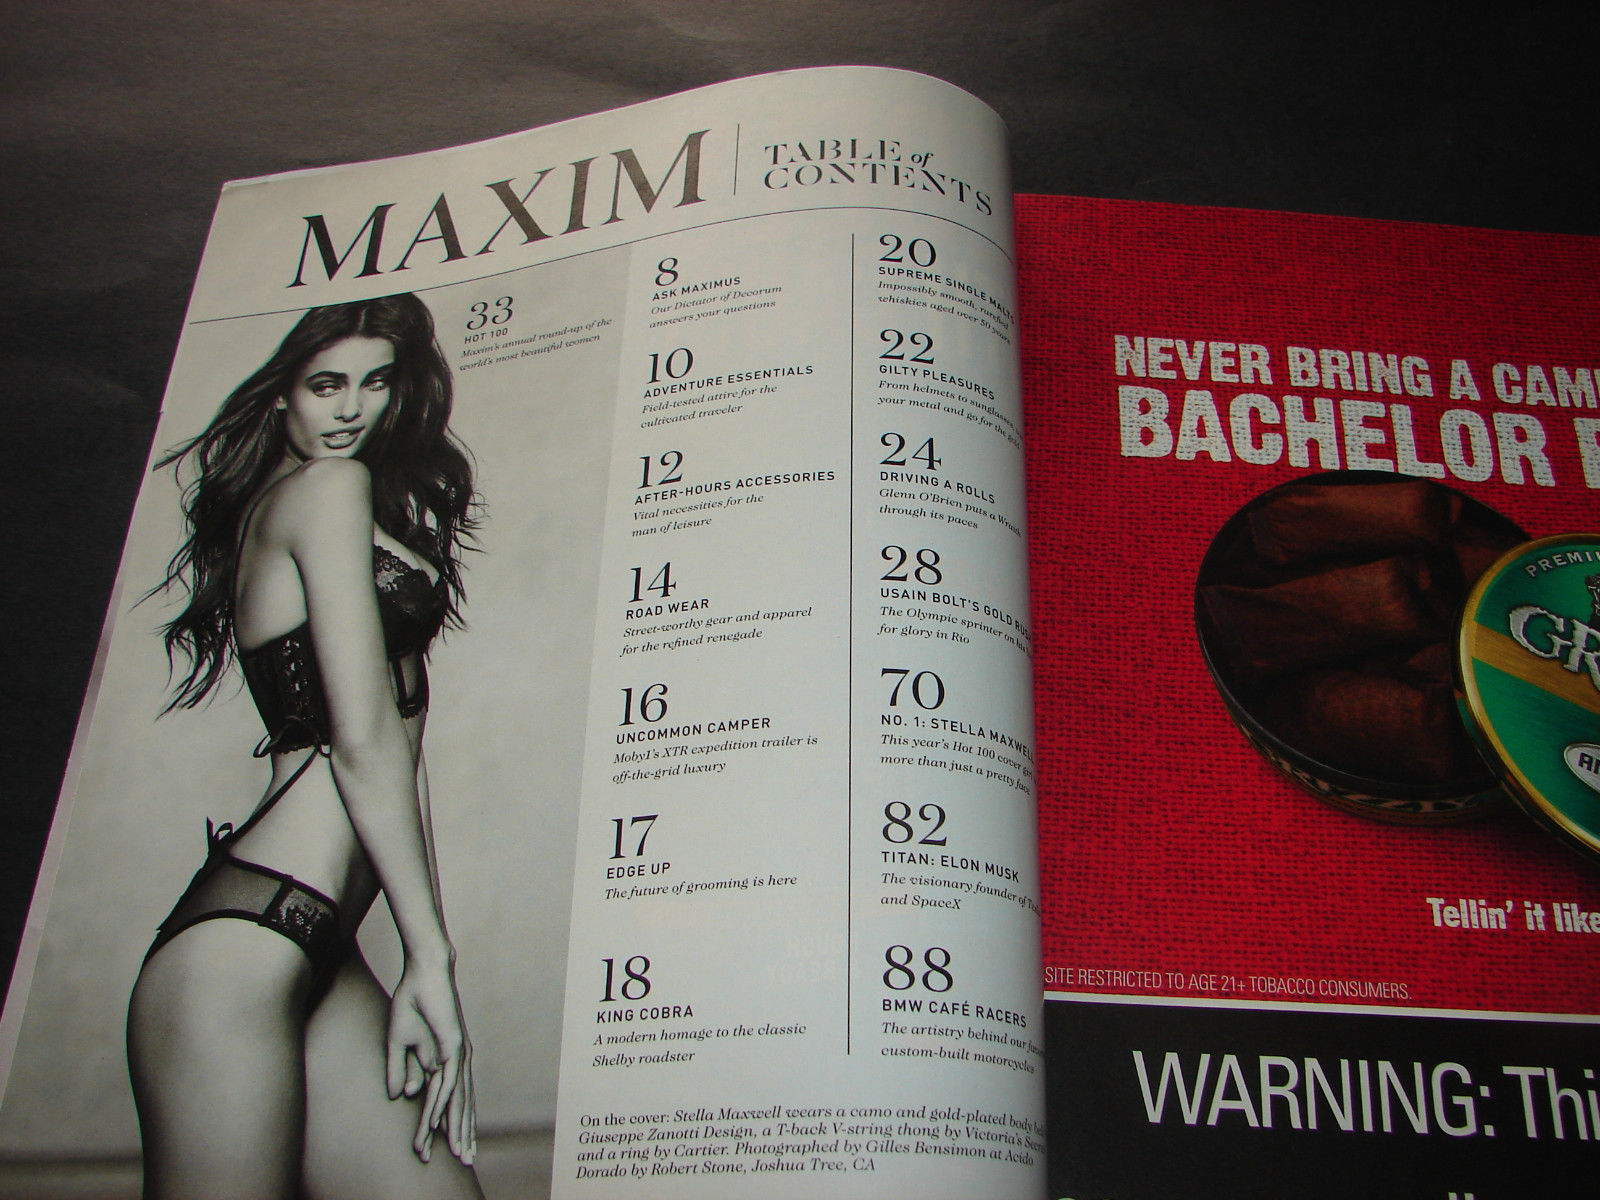 MAXIM
TABLE of
CONTENTS
33
HOT 100
Maxim's annual round-up of the
world's most beautiful women
8
ASK MAXIMUS
Our Dictator of Decorum
answers your questions
10
ADVENTURE ESSENTIALS
Field-tested attire for the
cultivated traveler
12
AFTER-HOURS ACCESSORIES
Vital necessities for the
man of leisure
14
ROAD WEAR
Street-worthy gear and apparel
for the refined renegade
16
UNCOMMON CAMPER
Moby1's XTR expedition trailer is
off-the-grid luxury
17
EDGE UP
The future of grooming is here
18
KING COBRA
A modern homage to the classic
Shelby roadster
20
SUPREME SINGLE MALTS
Impossibly smooth, rarefied
whiskies aged over 50 years
22
GILTY PLEASURES
From helmets to sunglasses,
your metal and go for the gold
24
DRIVING A ROLLS
Glenn O'Brien puts a Wraith
through its paces
28
USAIN BOLT'S GOLD RUSH
The Olympic sprinter on his
for glory in Rio
70
NO. 1: STELLA MAXWELL
This year's Hot 100 cover girl
more than just a pretty face
82
TITAN: ELON MUSK
The visionary founder of
and SpaceX
88
BMW CAFÉ RACERS
The artistry behind our
custom-built motorcycles
On the cover: Stella Maxwell wears a camo and gold-plated body
Giuseppe Zanotti Design, a T-back V-string thong by Victoria's
and a ring by Cartier. Photographed by Gilles Bensimon at Acido
Dorado by Robert Stone, Joshua Tree, CA
NEVER BRING A
BACHELOR
Tellin' it like
SITE RESTRICTED TO AGE 21+ TOBACCO CONSUMERS.
WARNING: